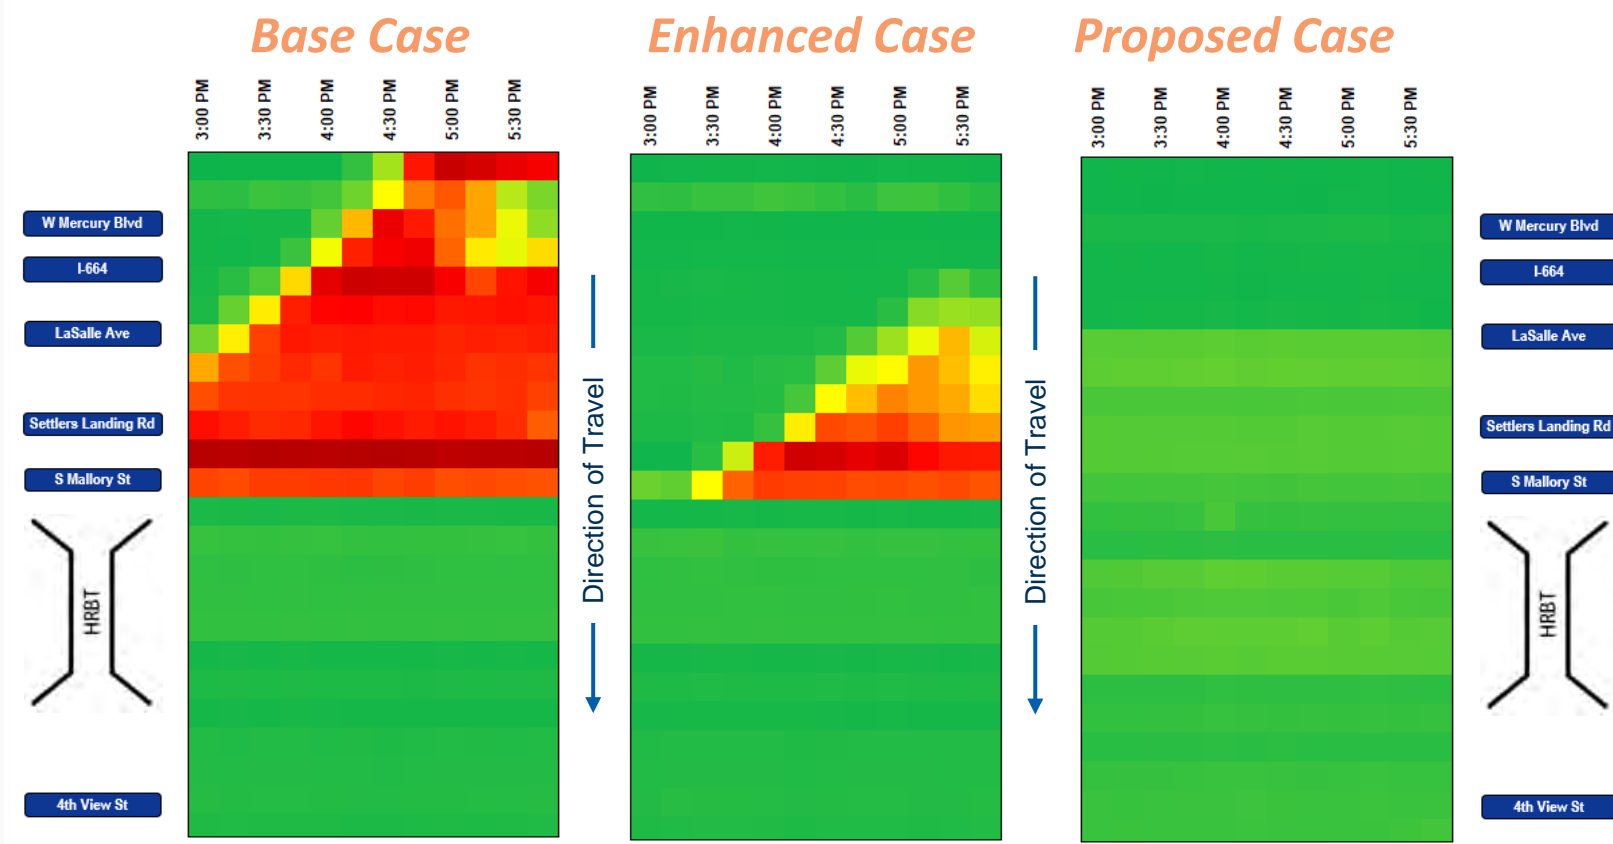 Base Case
Enhanced Case
Proposed Case
3:00 PM
3:30 PM
4:00 PM
4:30 PM
5:00 PM
5:30 PM
3:00 PM
3:30 PM
4:00 PM
4:30 PM
5:00 PM
5:30 PM
3:00 PM
3:30 PM
4:00 PM
4:30 PM
5:00 PM
5:30 PM
W Mercury Blvd
I-664
LaSalle Ave
Settlers Landing Rd
S Mallory St
HRBT
4th View St
Direction of Travel
Direction of Travel
W Mercury Blvd
I-664
LaSalle Ave
Settlers Landing Rd
S Mallory St
HRBT
4th View St